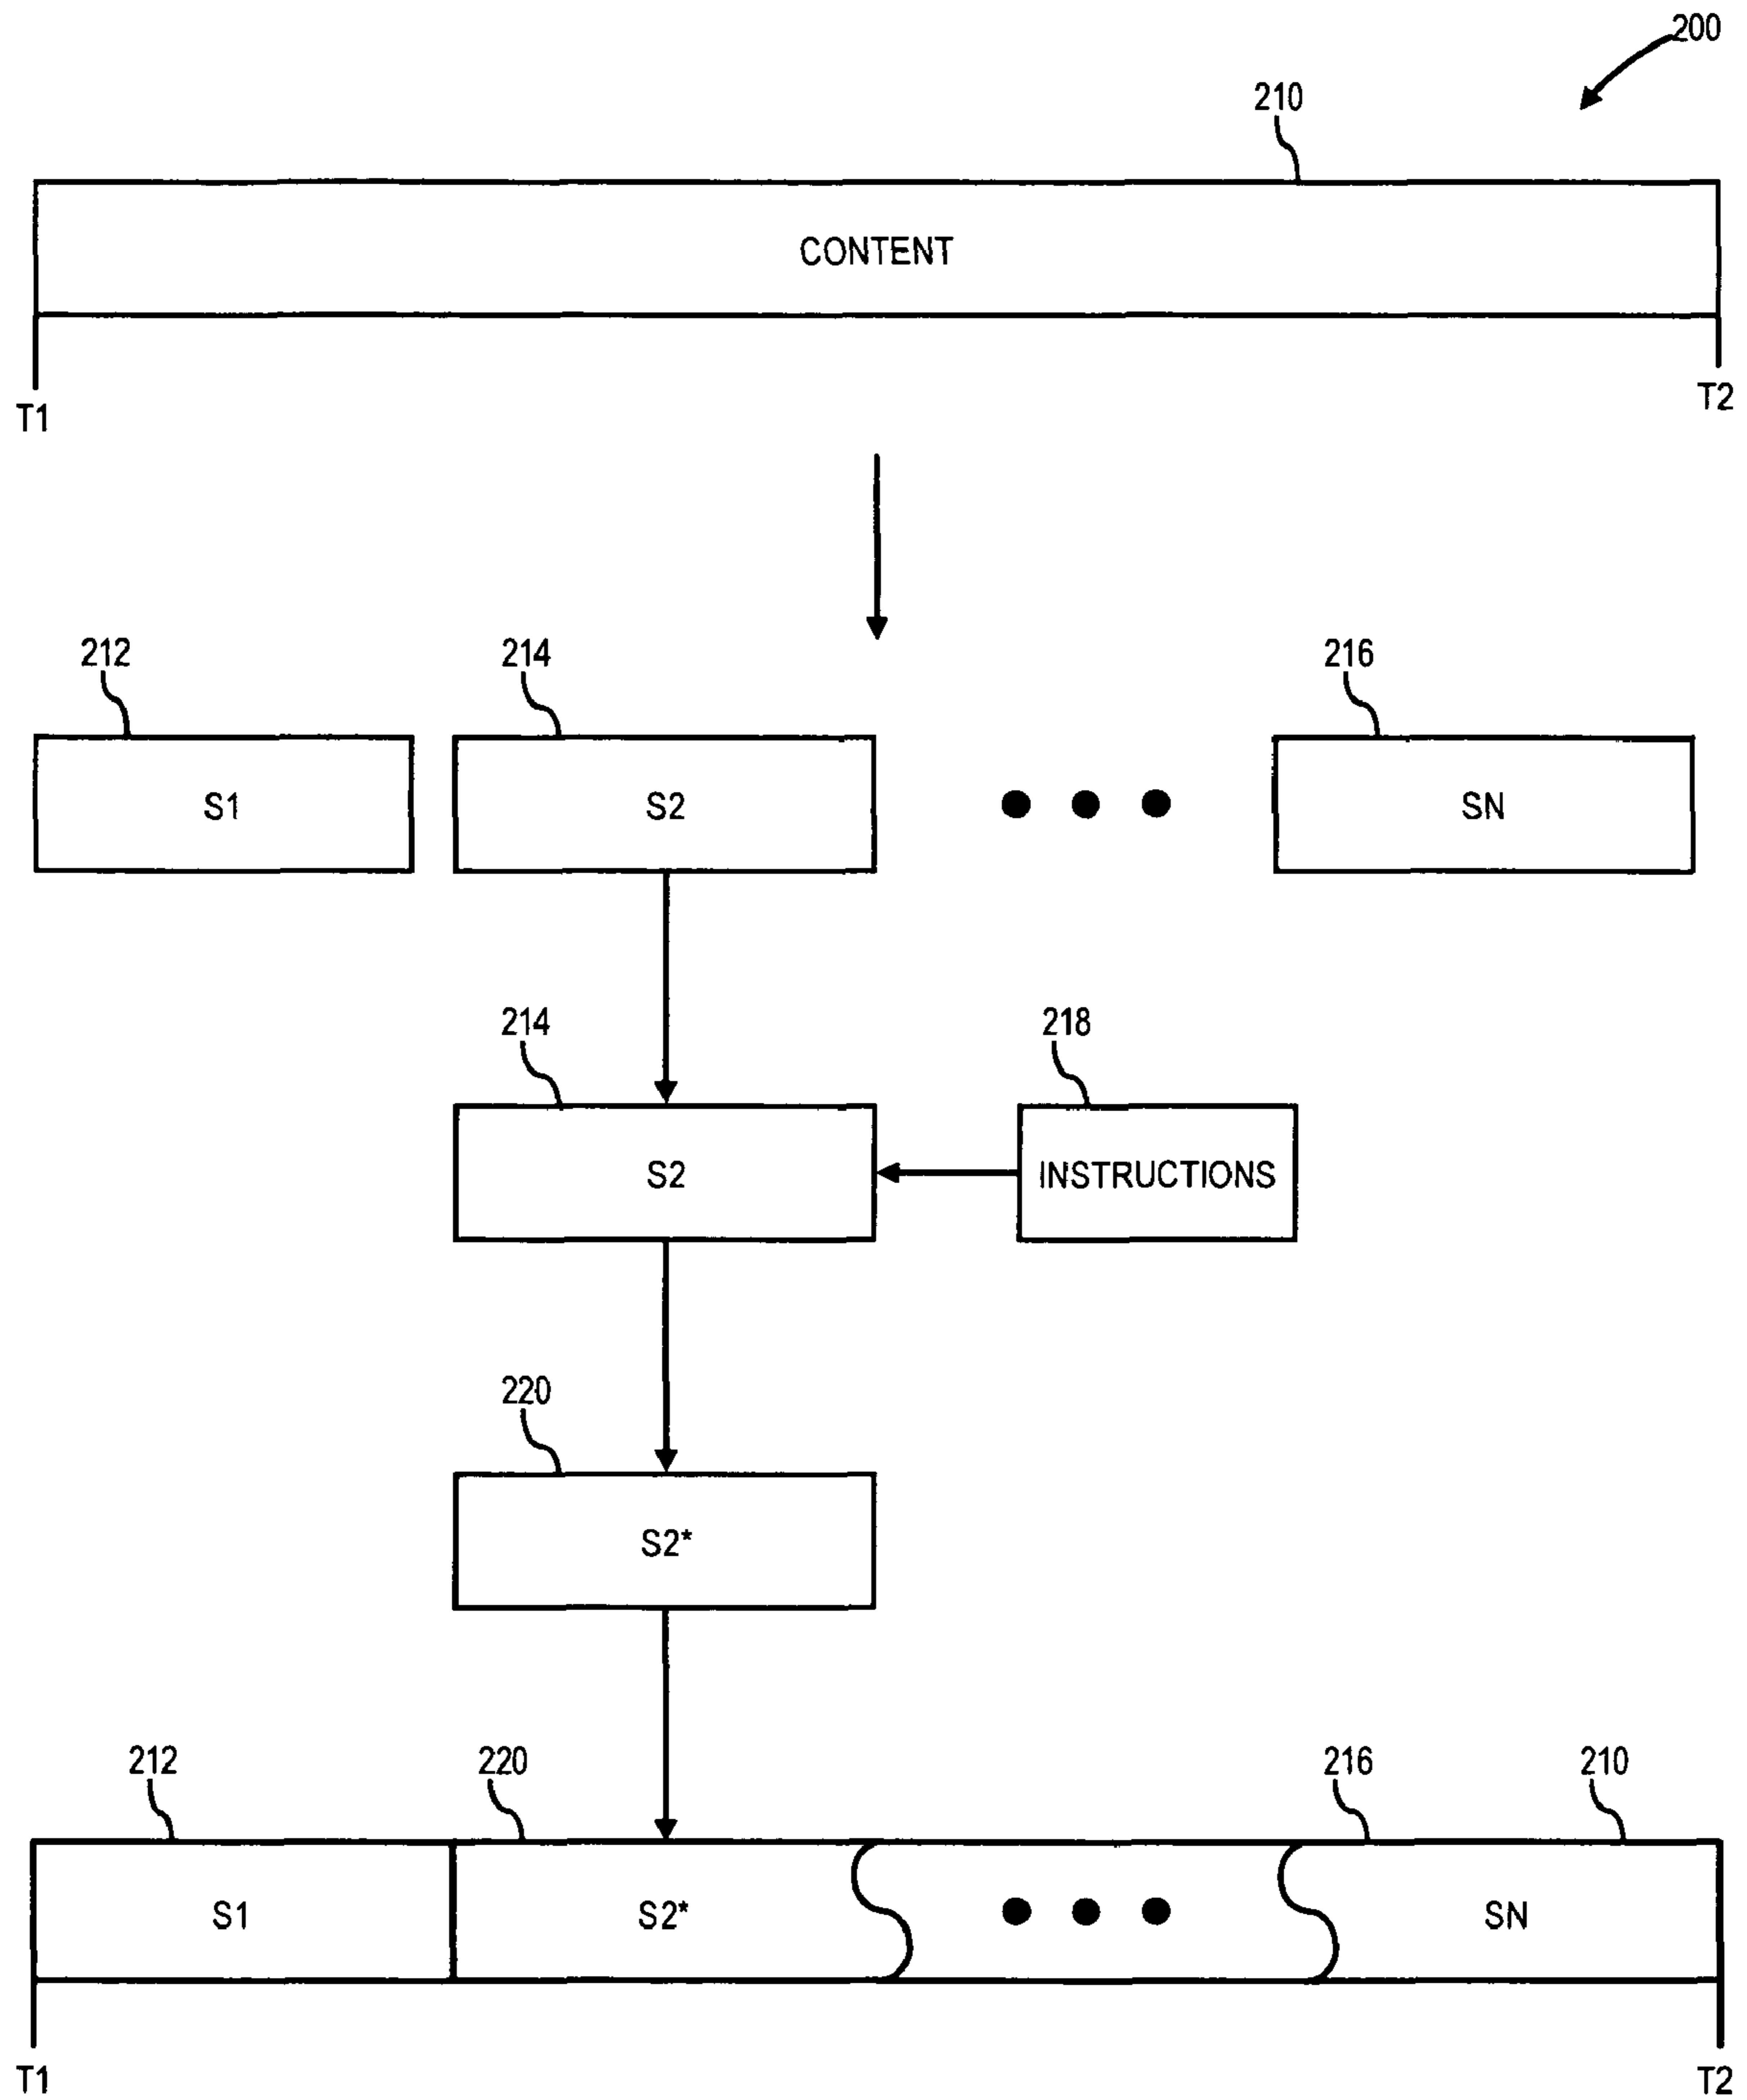 200
210
CONTENT
T1
T2
212
214
216
S1
S2
SN
214
218
S2
INSTRUCTIONS
220
S2*
212
220
216
210
S1
S2*
SN
T1
T2